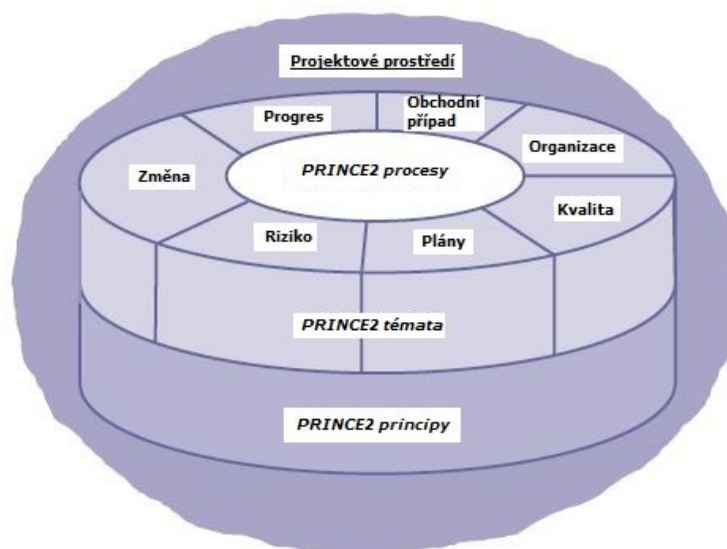 Projektové prostředí
Progres
Obchodní
případ
Organizace
Změna
PRINCE2 procesy
Kvalita
Riziko
Plány
PRINCE2 témata
PRINCE2 principy